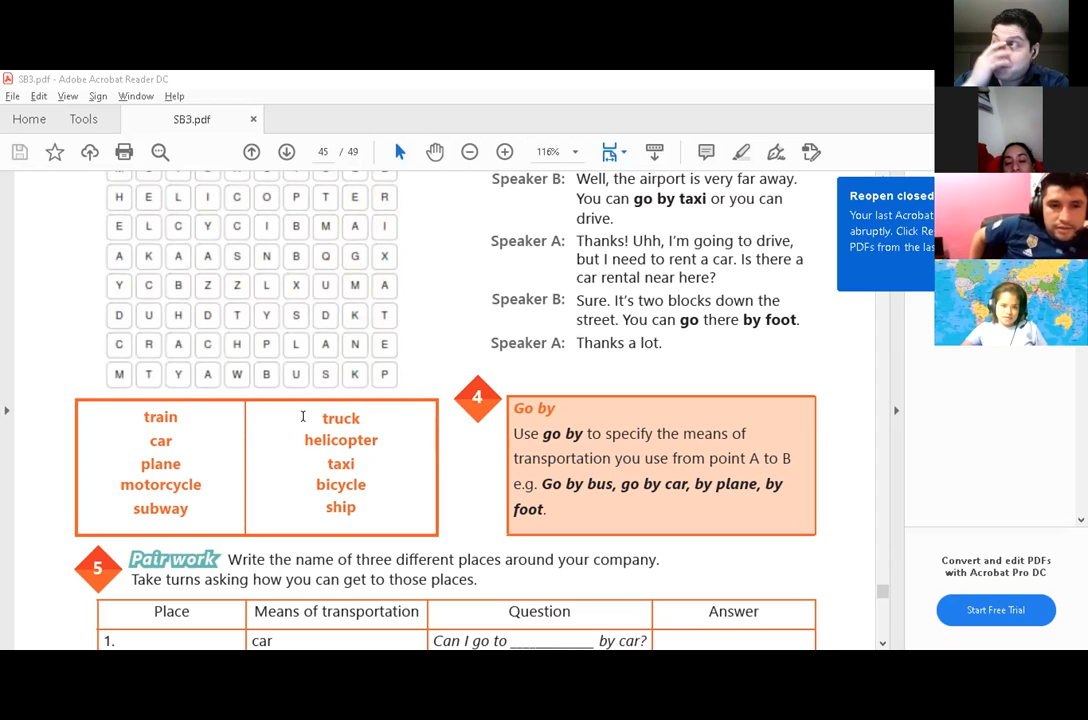 SB3.pdf - Adobe Acrobat Reader DC
File Edit View Sign Window Help
Home Tools SB3.pdf ×
45 / 49 116%
H E L I C O P T E R
E L C Y C I B M A I
A K A A S N B Q G X
Y C B Z Z L X U M A
D U H D T Y S D K T
C R A C H P L A N E
M T Y A W B U S K P
Speaker B: Well, the airport is very far away.
You can go by taxi or you can
drive.
Speaker A: Thanks! Uhh, I'm going to drive,
but I need to rent a car. Is there a
car rental near here?
Speaker B: Sure. It's two blocks down the
street. You can go there by foot.
Speaker A: Thanks a lot.
train
car
plane
motorcycle
subway
truck
helicopter
taxi
bicycle
ship
4
Go by
Use go by to specify the means of
transportation you use from point A to B
e.g. Go by bus, go by car, by plane, by
foot.
5 Pair work Write the name of three different places around your company.
Take turns asking how you can get to those places.
Place Means of transportation Question Answer
1. car Can I go to __________ by car?
Reopen closed
Your last Acrobat
abruptly. Click Re
PDFs from the las
Convert and edit PDFs
with Acrobat Pro DC
Start Free Trial